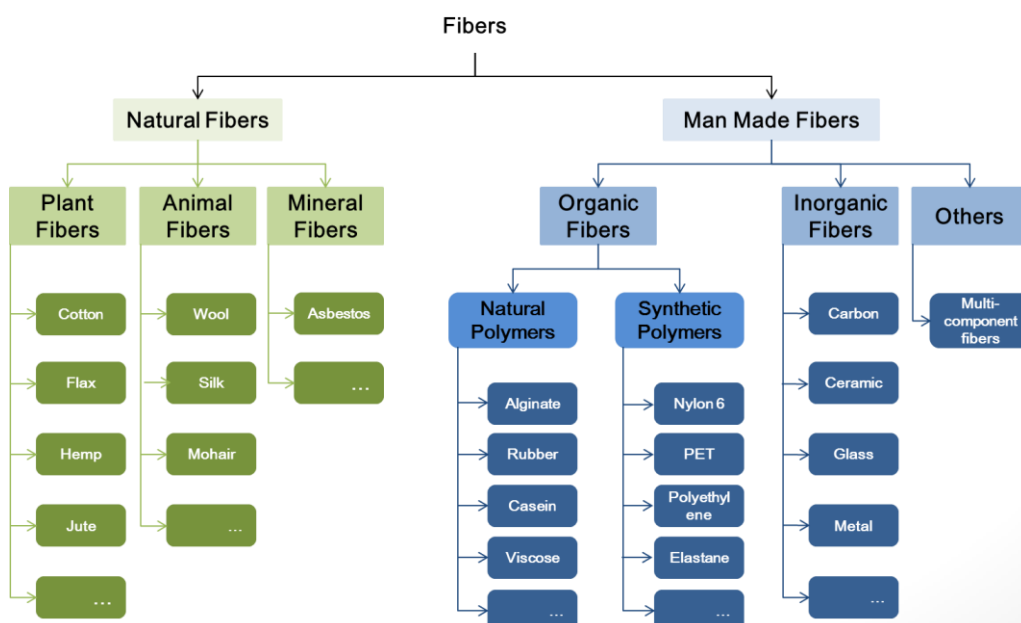 Fibers
Natural Fibers
Man Made Fibers
Plant
Fibers
Animal
Fibers
Mineral
Fibers
Organic
Fibers
Inorganic
Fibers
Others
Cotton
Flax
Hemp
Jute
...
Wool
Silk
Mohair
...
Asbestos
...
Natural
Polymers
Alginate
Rubber
Casein
Viscose
...
Synthetic
Polymers
Nylon 6
PET
Polyethyl
ene
Elastane
...
Carbon
Ceramic
Glass
Metal
...
Multi-
component
fibers